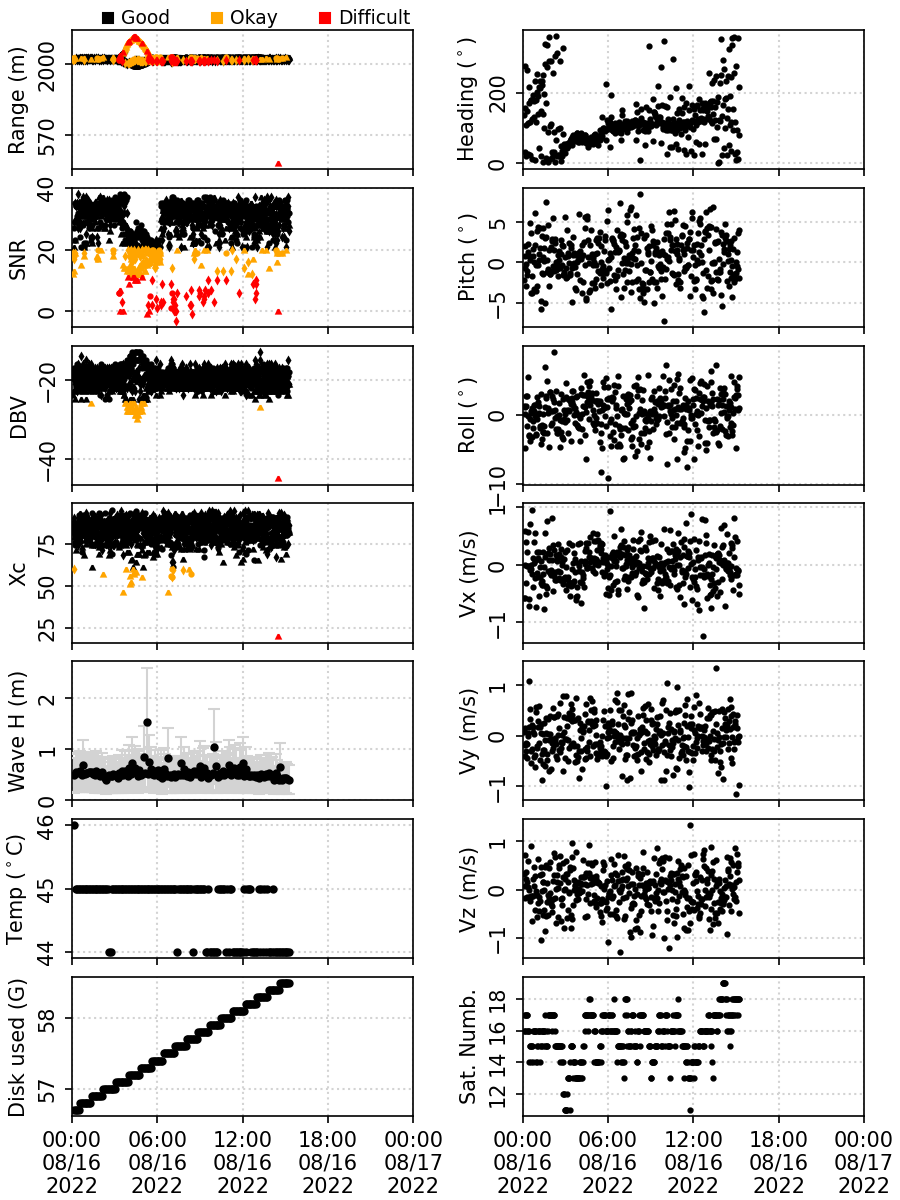 Good Okay Difficult
Range (m)
2000
570
Heading (°)
200
0
SNR
40
20
0
Pitch (°)
5
0
−5
DBV
−20
−40
Roll (°)
0
−10
Xc
75
50
25
Vx (m/s)
1
0
−1
Wave H (m)
2
1
0
Vy (m/s)
1
0
−1
Temp (°C)
46
45
44
Vz (m/s)
1
0
−1
Disk used (G)
58
57
Sat. Numb.
18
16
14
12
00:00 06:00 12:00 18:00 00:00
08/16 08/16 08/16 08/16 08/17
2022 2022 2022 2022 2022
00:00 06:00 12:00 18:00 00:00
08/16 08/16 08/16 08/16 08/17
2022 2022 2022 2022 2022